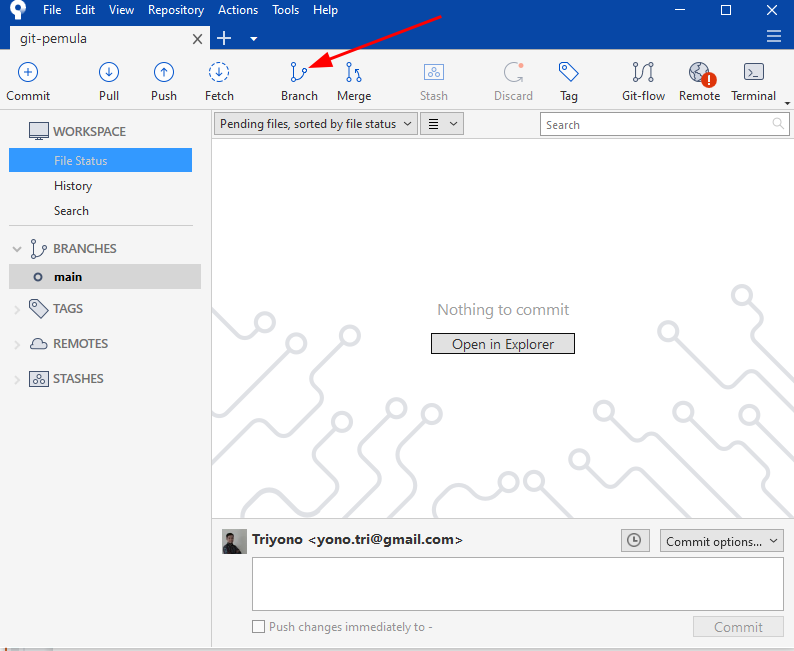 File Edit View Repository Actions Tools Help
git-pemula
Commit Pull Push Fetch Branch Merge Stash Discard Tag Git-flow Remote Terminal
WORKSPACE
File Status
History
Search
BRANCHES
main
TAGS
REMOTES
STASHES
Pending files, sorted by file status
Search
Nothing to commit
Open in Explorer
Triyono <yono.tri@gmail.com>
Commit options...
Push changes immediately to -
Commit